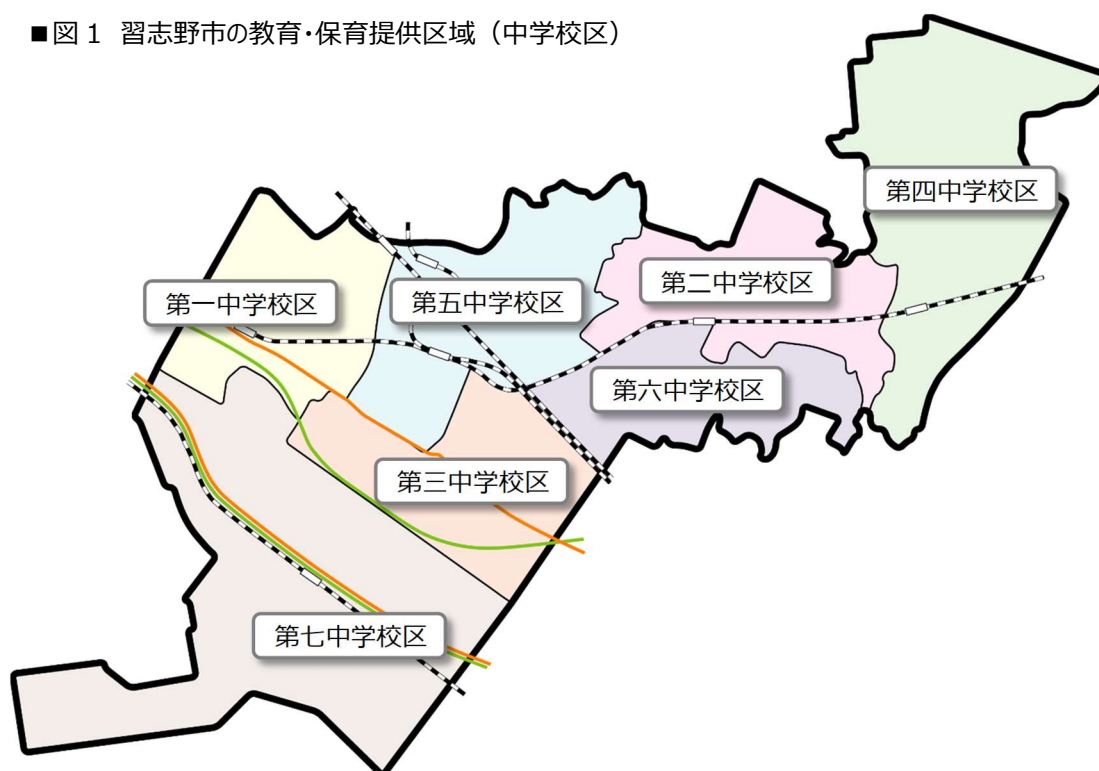 ■図1 習志野市の教育・保育提供区域（中学校区）
第四中学校区
第二中学校区
第一中学校区
第五中学校区
第六中学校区
第三中学校区
第七中学校区